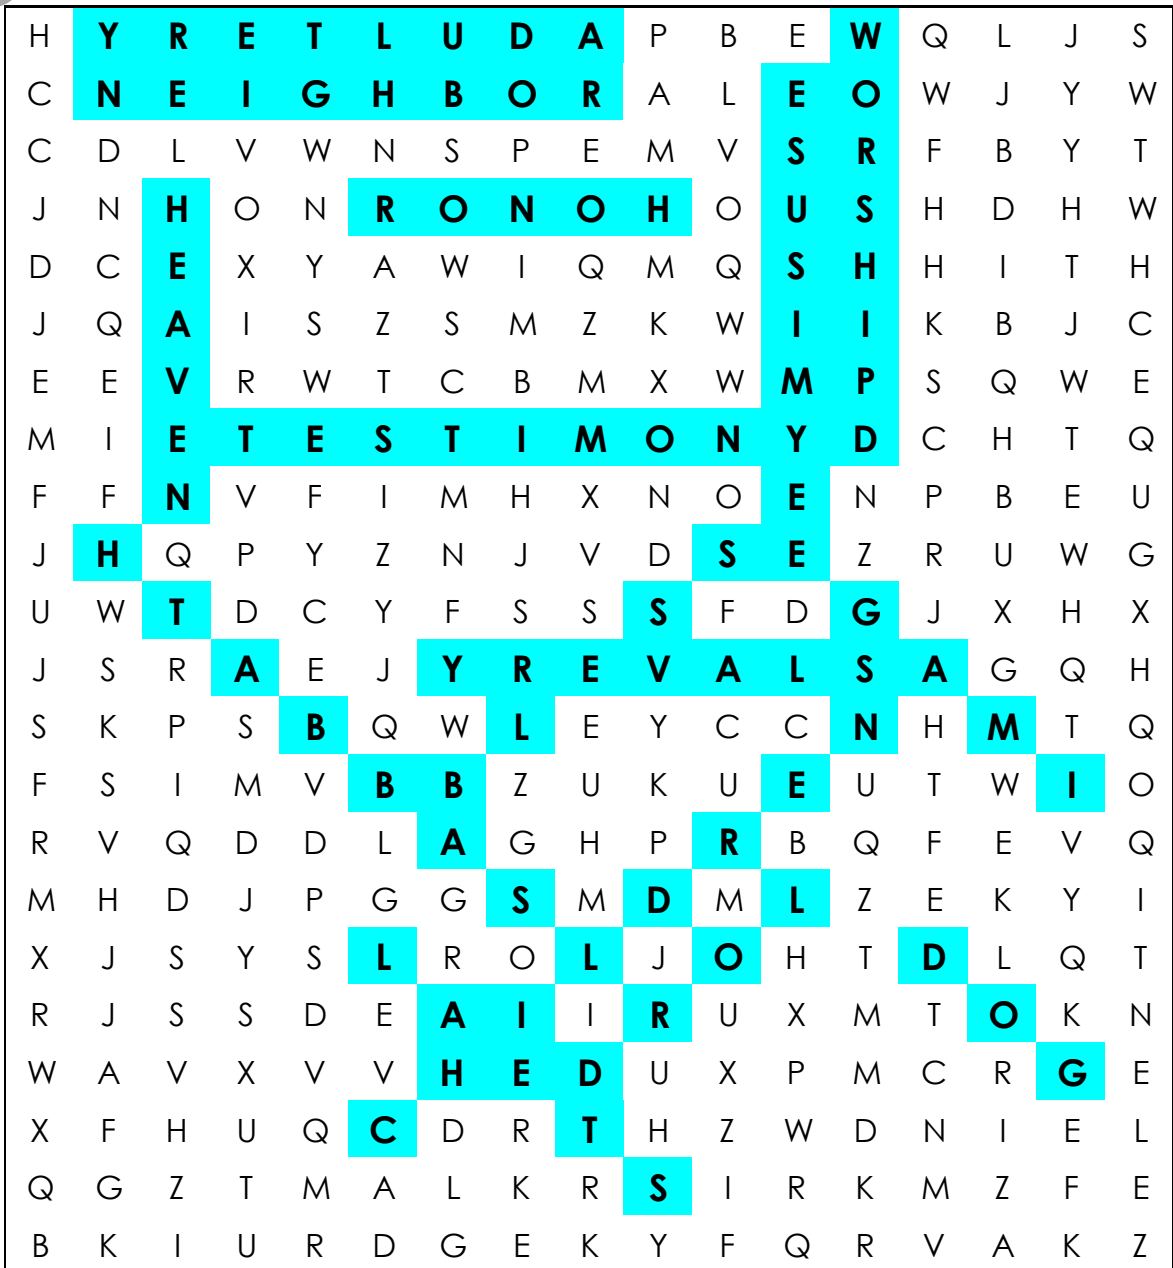 H Y R E T L U D A P B E W Q L J S
C N E I G H B O R A L E O W J Y W
C D L V W N S P E M V S R F B Y T
J N H O N R O N O H O U S H D H W
D C E X Y A W I Q M Q S H H I T H
J Q A I S Z S M Z K W I I K B J C
E E V R W T C B M X W M P S Q W E
M I E T E S T I M O N Y D C H T Q
F F N V F I M H X N O E N P B E U
J H Q P Y Z N J V D S E Z R U W G
U W T D C Y F S S S F D G J X H X
J S R A E J Y R E V A L S A G Q H
S K P S B Q W L E Y C C N H M T Q
F S I M V B B Z U K U E U T W I O
R V Q D D L A G H P R B Q F E V Q
M H D J P G G S M D M L Z E K Y I
X J S Y S L R O L J O H T D L Q T
R J S S D E A I I R U X M T O K N
W A V X V V H E D U X P M C R G E
X F H U Q C D R T H Z W D N I E L
Q G Z T M A L K R S I R K M Z F E
B K I U R D G E K Y F Q R V A K Z